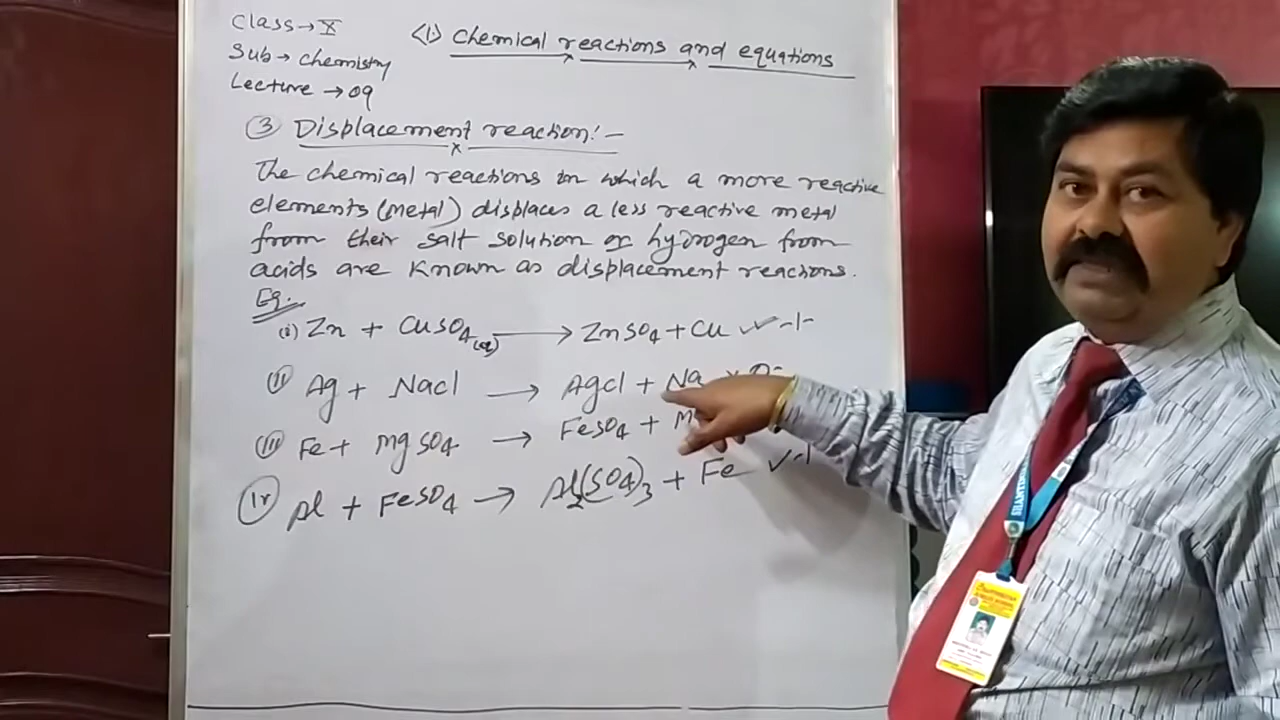 Class → X
Sub → chemistry
Lecture → 09
<1> Chemical reactions and equations
③ Displacement reaction:-
The chemical reactions in which a more reactive
elements (metal) displaces a less reactive metal
from their salt solution or hydrogen from
acids are known as displacement reactions.
Eg.
(i) Zn + CuSO4(aq) → ZnSO4 + Cu ✓ -1-
(ii) Ag + Nacl → Agcl + Na ×
(iii) Fe + mgSO4 → FeSO4 +
(iv) Al + FeSO4 → Al2(SO4)3 + Fe ✓ -1